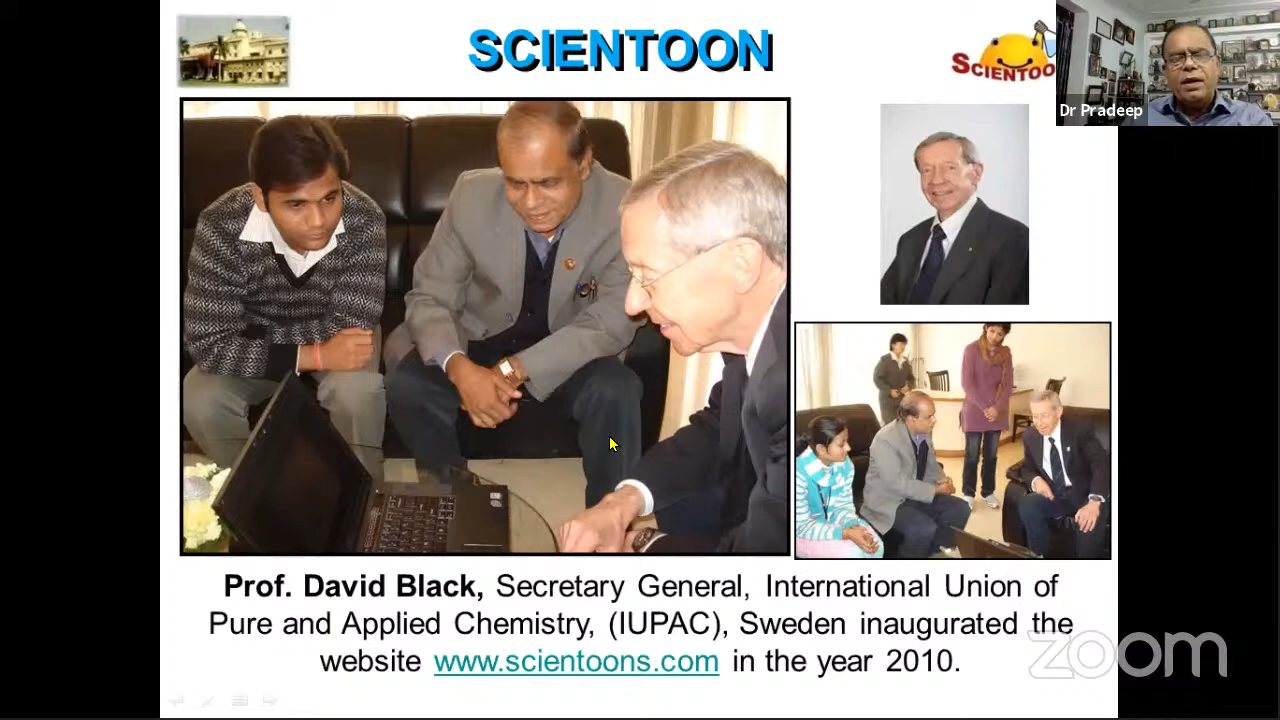 SCIENTOON
SCIENTOO
Dr Pradeep
Prof. David Black, Secretary General, International Union of
Pure and Applied Chemistry, (IUPAC), Sweden inaugurated the
website www.scientoons.com in the year 2010.
zoom